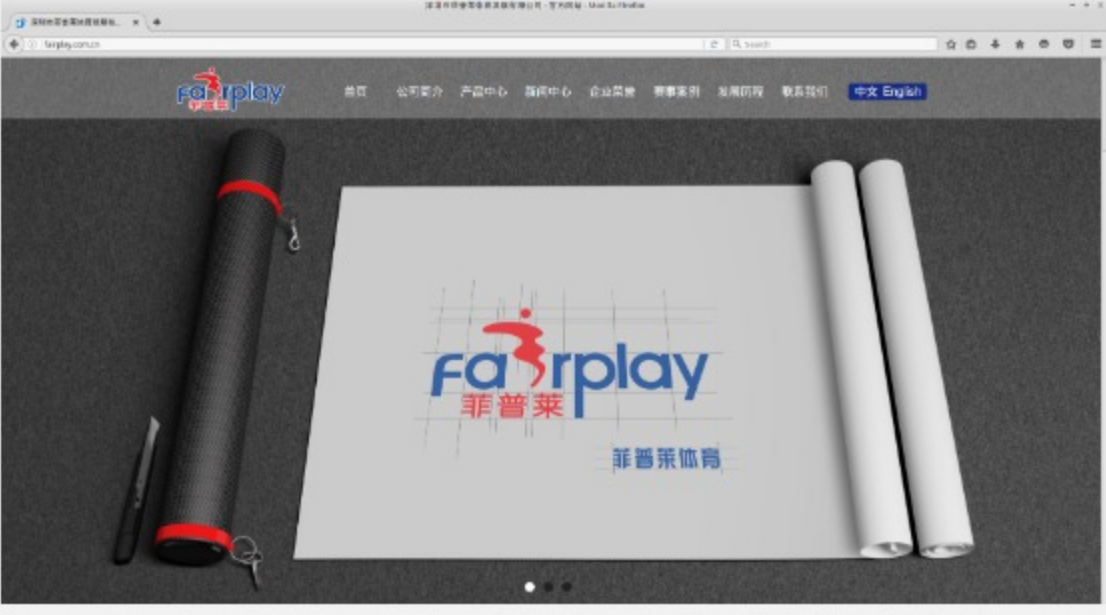 fairplay.com.cn
Search
fairplay
菲普莱
首页 公司简介 产品中心 新闻中心 企业荣誉 赛事案例 发展历程 联系我们 中文 English
fairplay
菲普莱
菲普莱体育